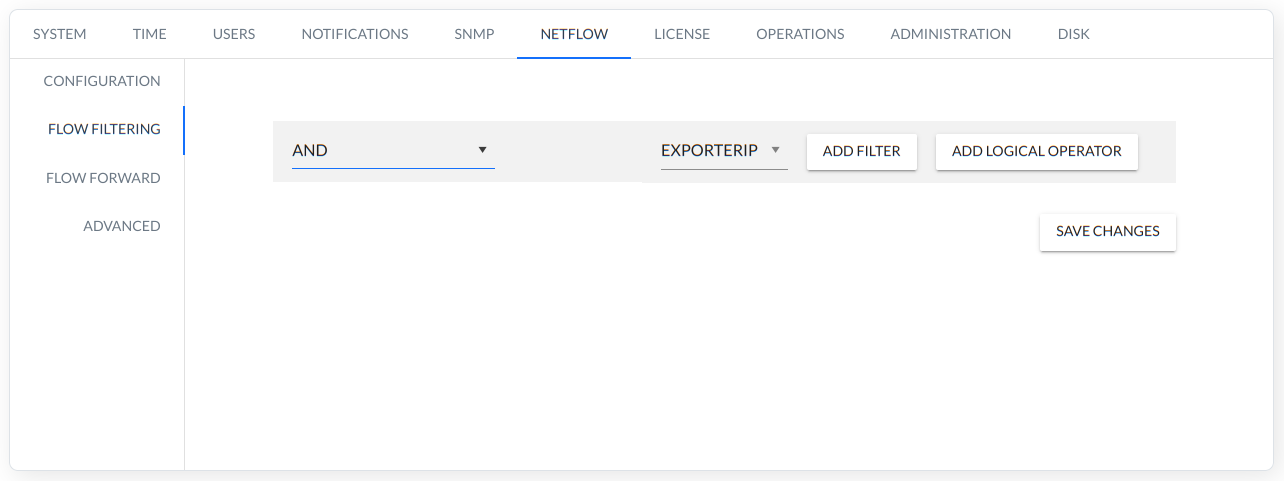 SYSTEM TIME USERS NOTIFICATIONS SNMP NETFLOW LICENSE OPERATIONS ADMINISTRATION DISK
CONFIGURATION
FLOW FILTERING
FLOW FORWARD
ADVANCED
AND EXPORTERIP ADD FILTER ADD LOGICAL OPERATOR
SAVE CHANGES